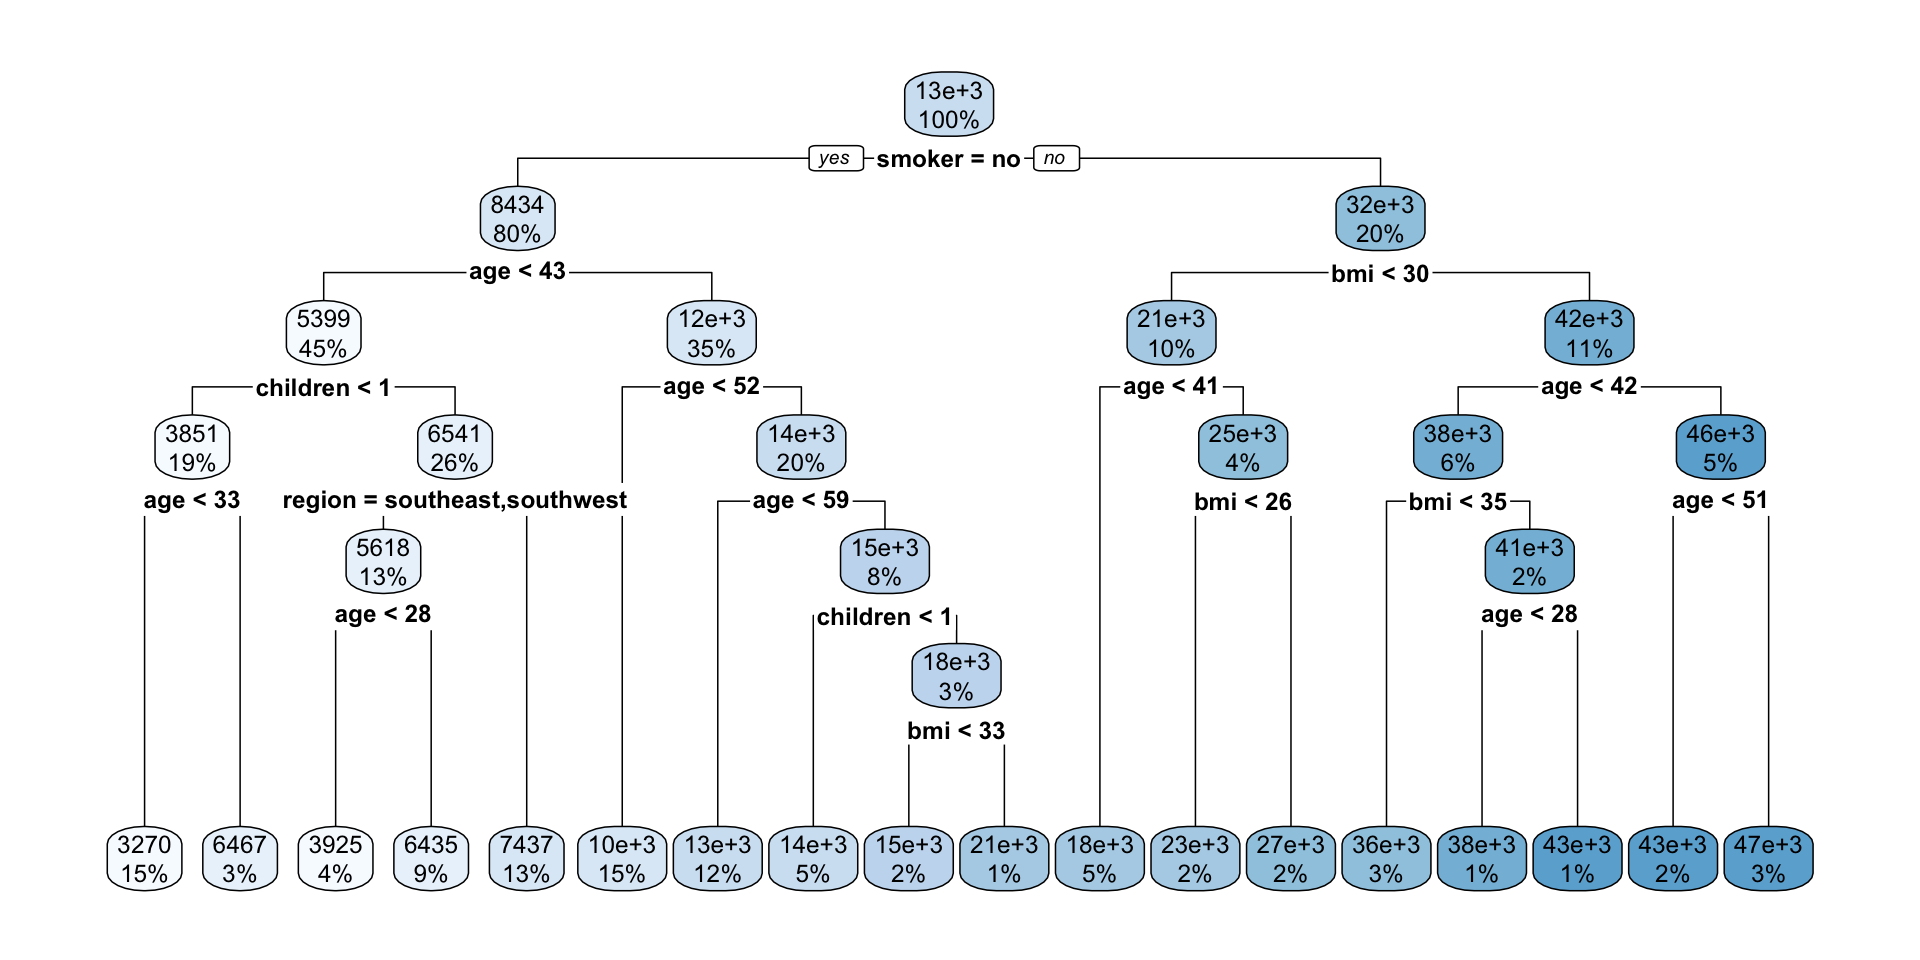 13e+3
100%
yes smoker = no no
8434 32e+3
80% 20%
age < 43 bmi < 30
5399 12e+3 21e+3 42e+3
45% 35% 10% 11%
children < 1 age < 52 age < 41 age < 42
3851 6541 14e+3 25e+3 38e+3 46e+3
19% 26% 20% 4% 6% 5%
age < 33 region = southeast,southwest age < 59 bmi < 26 bmi < 35 age < 51
5618 15e+3 41e+3
13% 8% 2%
age < 28 children < 1 age < 28
18e+3
3%
bmi < 33
3270 6467 3925 6435 7437 10e+3 13e+3 14e+3 15e+3 21e+3 18e+3 23e+3 27e+3 36e+3 38e+3 43e+3 43e+3 47e+3
15% 3% 4% 9% 13% 15% 12% 5% 2% 1% 5% 2% 2% 3% 1% 1% 2% 3%